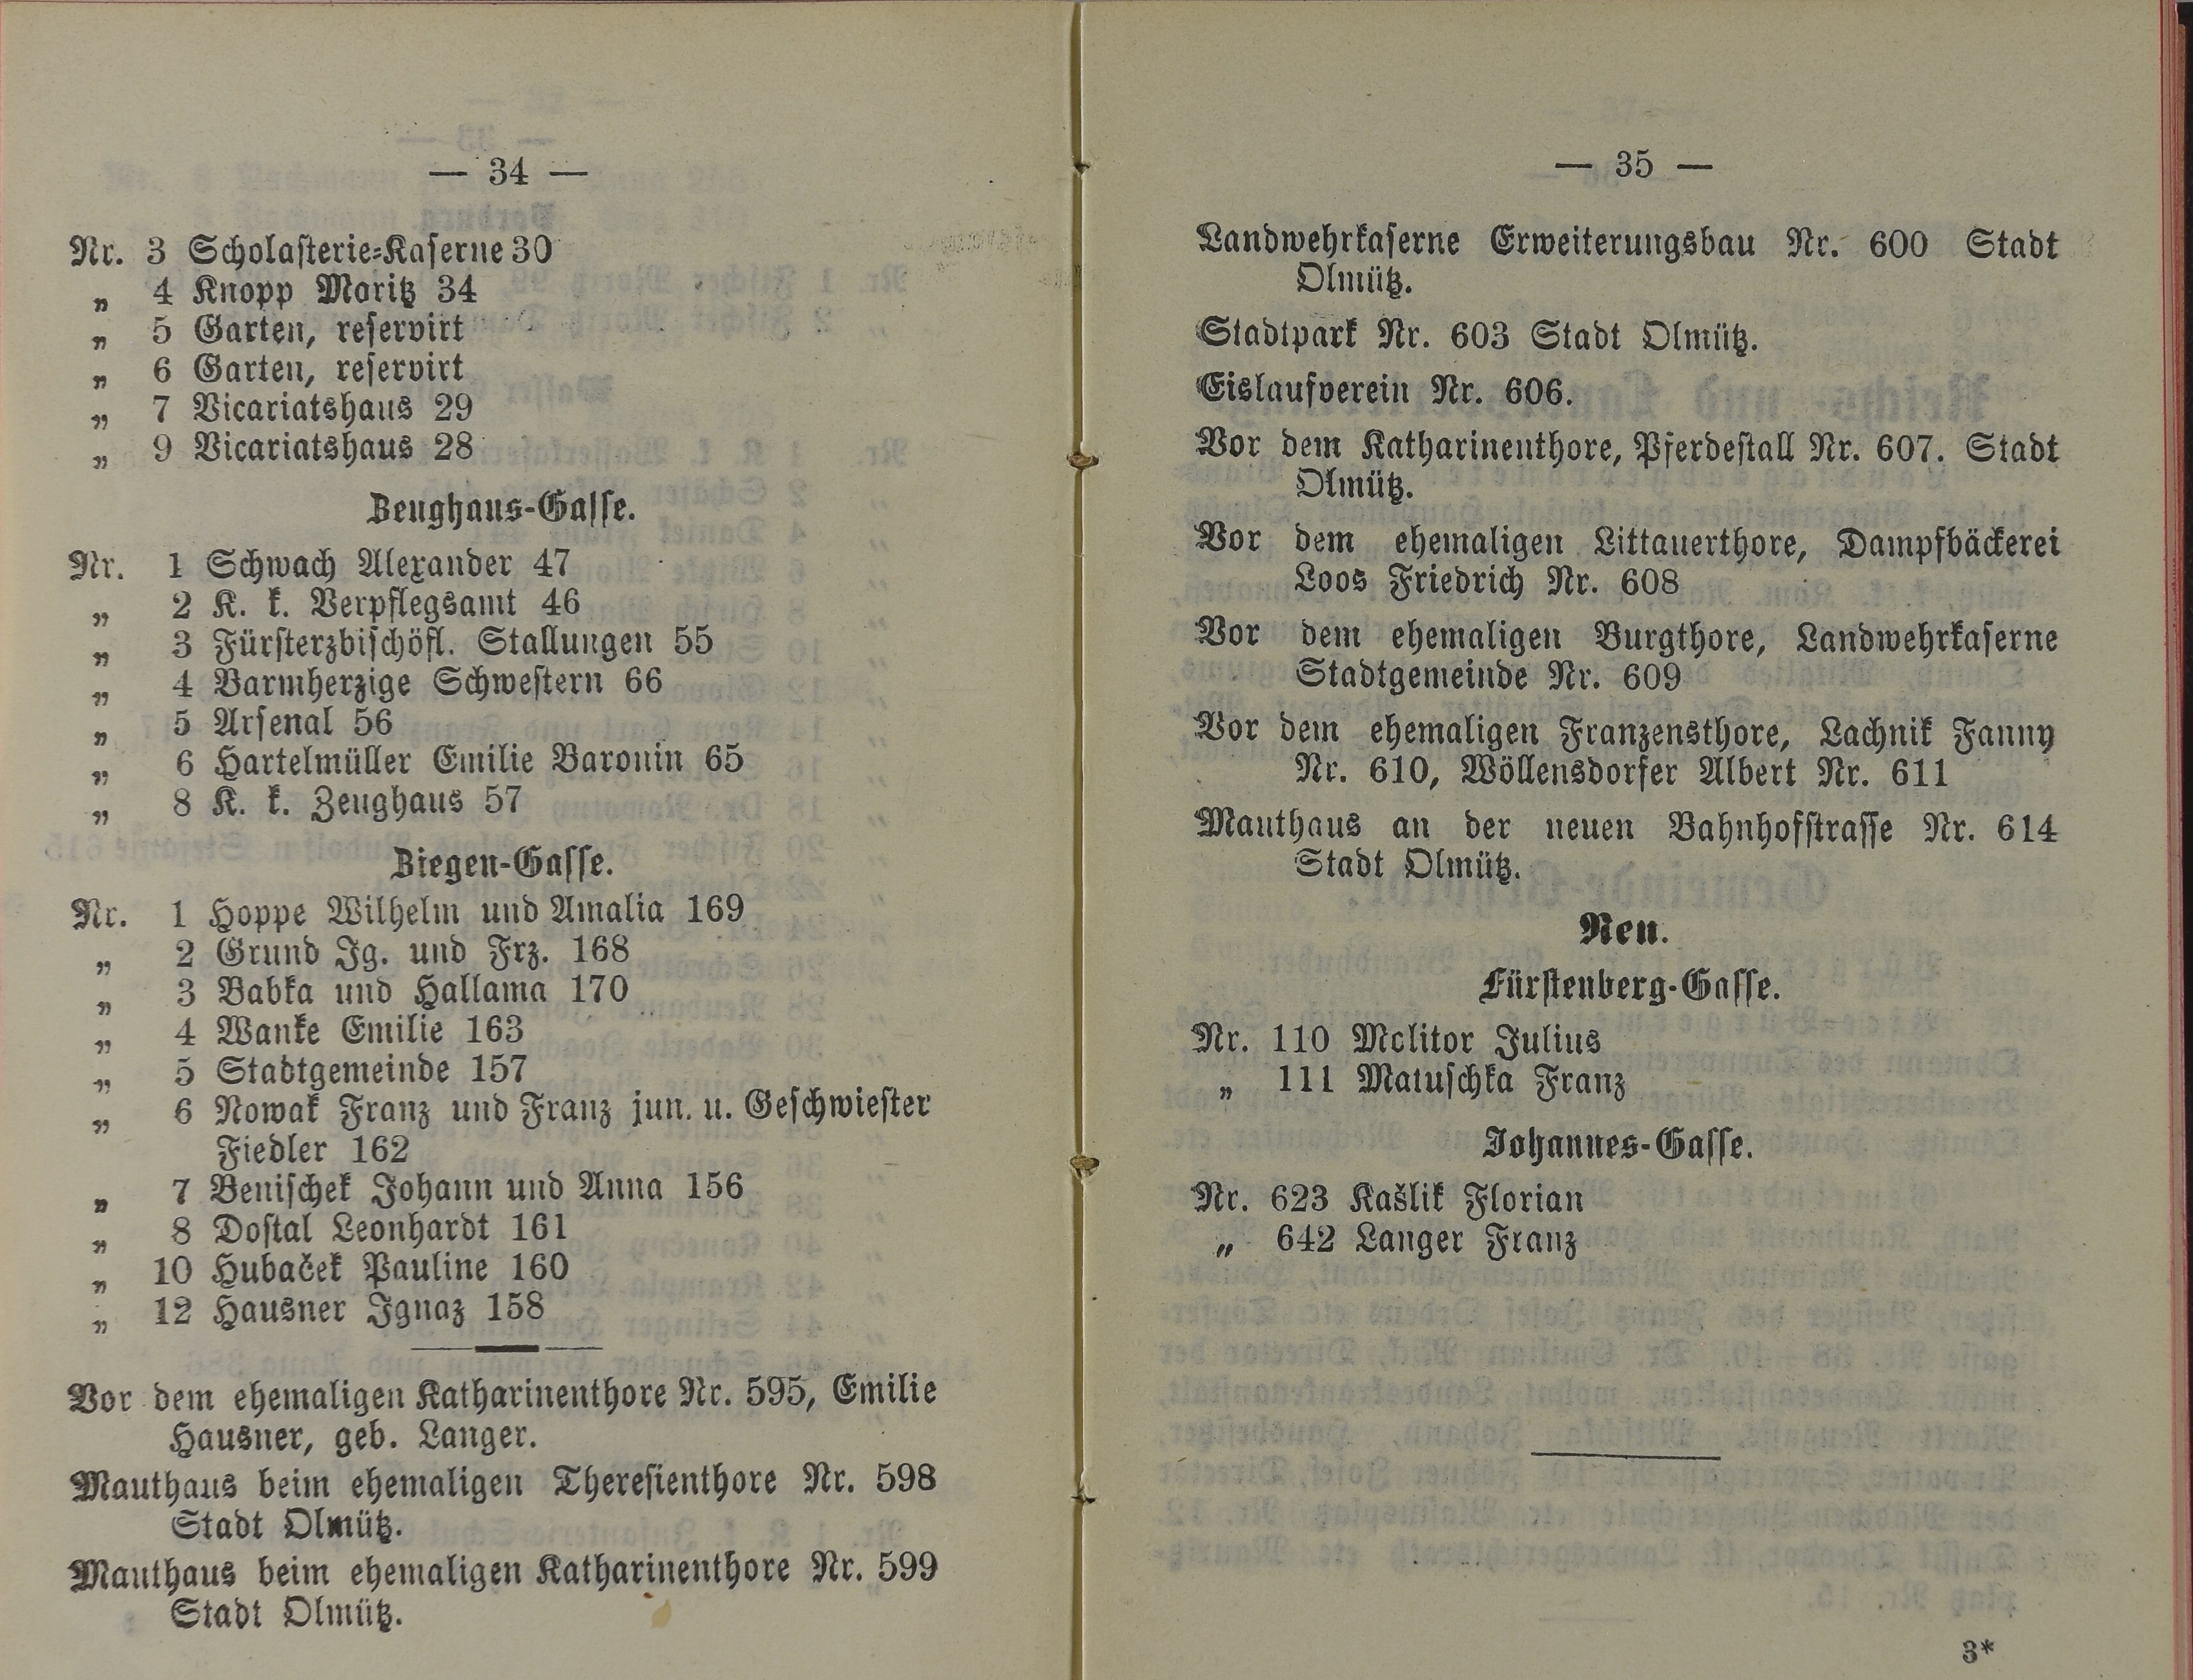 — 34 —
Nr. 3 Scholasterie-Kaserne 30
„ 4 Knopp Moritz 34
„ 5 Garten, reservirt
„ 6 Garten, reservirt
„ 7 Vicariatshaus 29
„ 9 Vicariatshaus 28
Zeughaus-Gasse.
Nr. 1 Schwach Alexander 47
„ 2 K. k. Verpflegsamt 46
„ 3 Fürsterzbischöfl. Stallungen 55
„ 4 Barmherzige Schwestern 66
„ 5 Arsenal 56
„ 6 Hartelmüller Emilie Baronin 65
„ 8 K. k. Zeughaus 57
Ziegen-Gasse.
Nr. 1 Hoppe Wilhelm und Amalia 169
„ 2 Grund Ig. und Frz. 168
„ 3 Babka und Hallama 170
„ 4 Wanke Emilie 163
„ 5 Stadtgemeinde 157
„ 6 Nowak Franz und Franz jun. u. Geschwiester
Fiedler 162
„ 7 Benischek Johann und Anna 156
„ 8 Dostal Leonhardt 161
„ 10 Hubaček Pauline 160
„ 12 Hausner Ignaz 158
Vor dem ehemaligen Katharinenthore Nr. 595, Emilie
Hausner, geb. Langer.
Mauthaus beim ehemaligen Theresienthore Nr. 598
Stadt Olmütz.
Mauthaus beim ehemaligen Katharinenthore Nr. 599
Stadt Olmütz.
— 35 —
Landwehrkaserne Erweiterungsbau Nr. 600 Stadt
Olmütz.
Stadtpark Nr. 603 Stadt Olmütz.
Eislaufverein Nr. 606.
Vor dem Katharinenthore, Pferdestall Nr. 607. Stadt
Olmütz.
Vor dem ehemaligen Littauerthore, Dampfbäckerei
Loos Friedrich Nr. 608
Vor dem ehemaligen Burgthore, Landwehrkaserne
Stadtgemeinde Nr. 609
Vor dem ehemaligen Franzensthore, Lachnik Fanny
Nr. 610, Wöllensdorfer Albert Nr. 611
Mauthaus an der neuen Bahnhofstrasse Nr. 614
Stadt Olmütz.
Neu.
Fürstenberg-Gasse.
Nr. 110 Molitor Julius
„ 111 Matuschka Franz
Johannes-Gasse.
Nr. 623 Kašlik Florian
„ 642 Langer Franz
3*